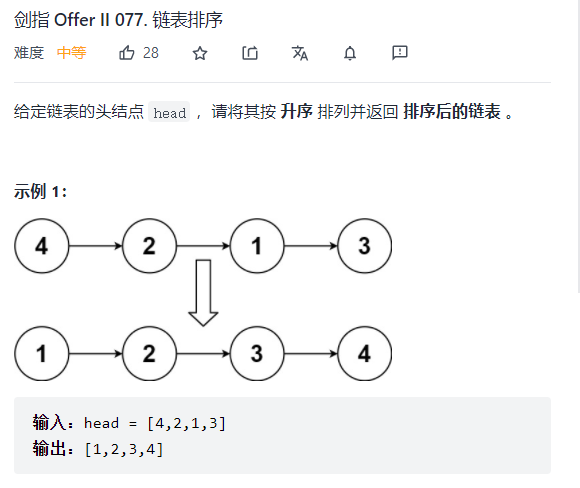 剑指 Offer II 077. 链表排序
难度 中等 28
给定链表的头结点 head ，请将其按 升序 排列并返回 排序后的链表 。
示例 1：
4 2 1 3
1 2 3 4
输入：head = [4,2,1,3]
输出：[1,2,3,4]